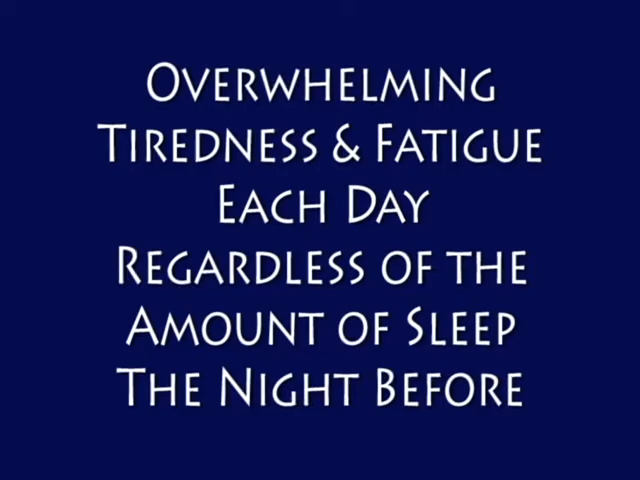 Overwhelming
Tiredness & Fatigue
Each Day
Regardless of the
Amount of Sleep
The Night Before